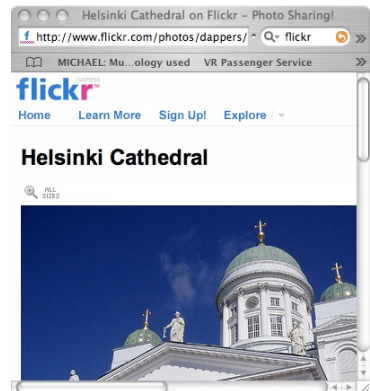 Helsinki Cathedral on Flickr – Photo Sharing!
http://www.flickr.com/photos/dappers/ flickr
MICHAEL: Mu...ology used VR Passenger Service
flickr GAMMA
Home Learn More Sign Up! Explore
Helsinki Cathedral
ALL SIZES